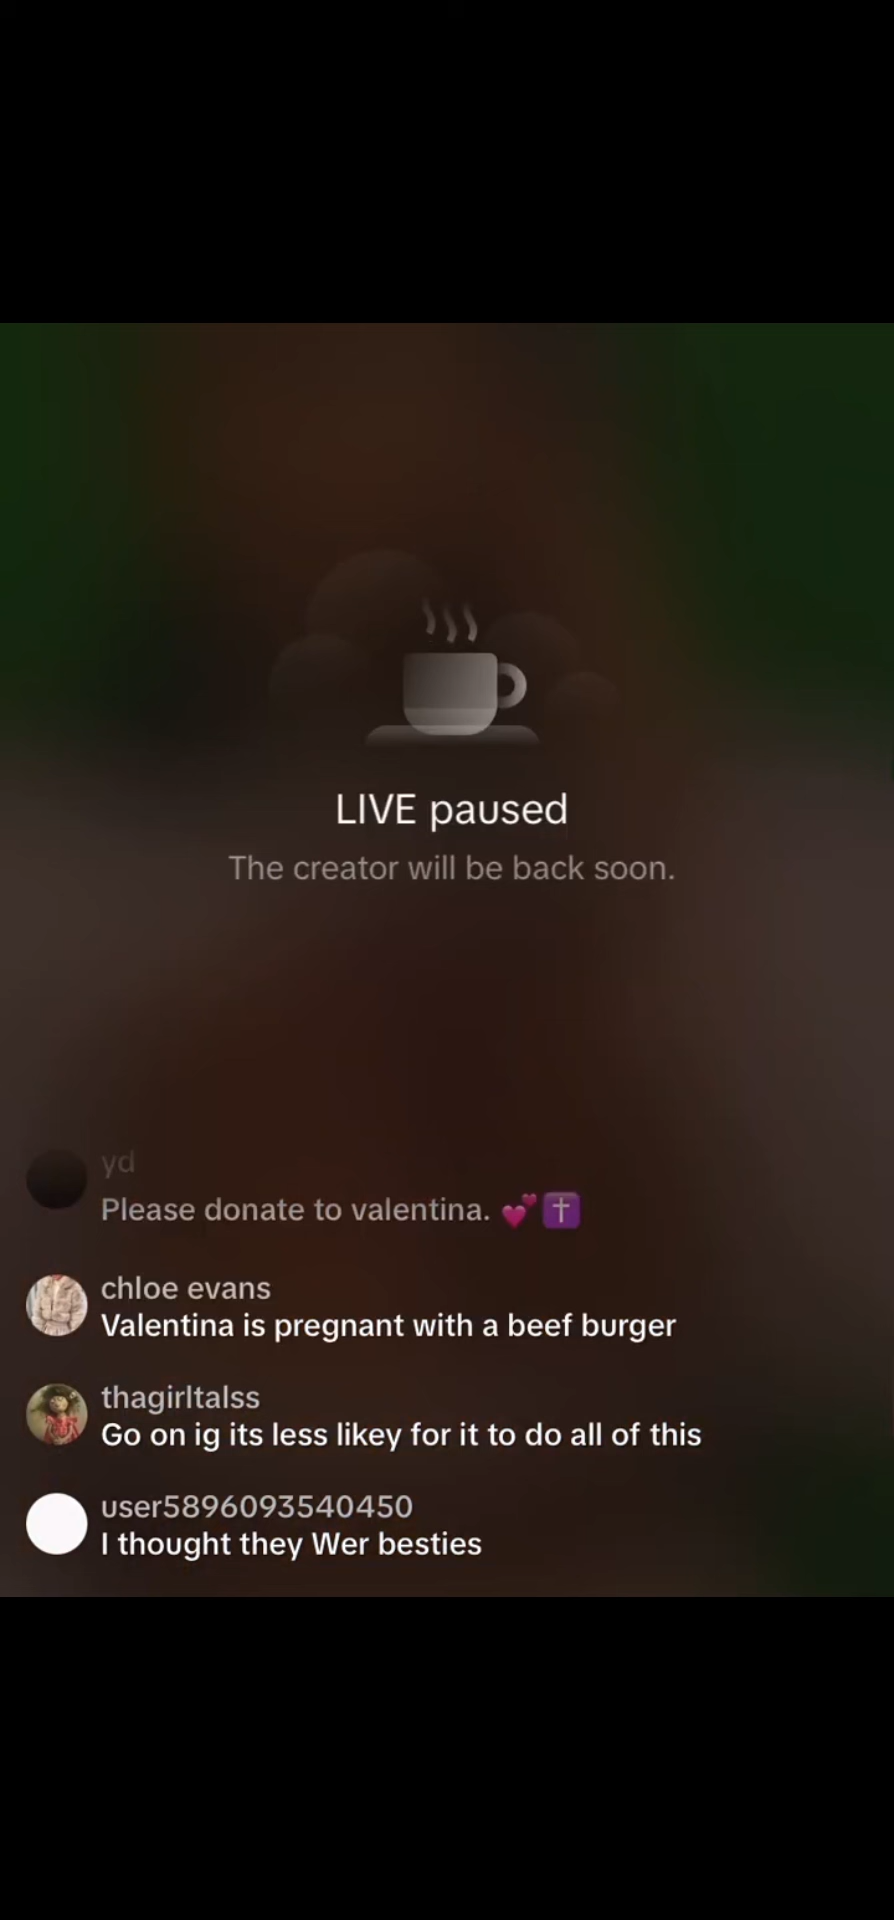 LIVE paused
The creator will be back soon.
yd
Please donate to valentina. 💕✝️
chloe evans
Valentina is pregnant with a beef burger
thagirltalss
Go on ig its less likey for it to do all of this
user5896093540450
I thought they Wer besties